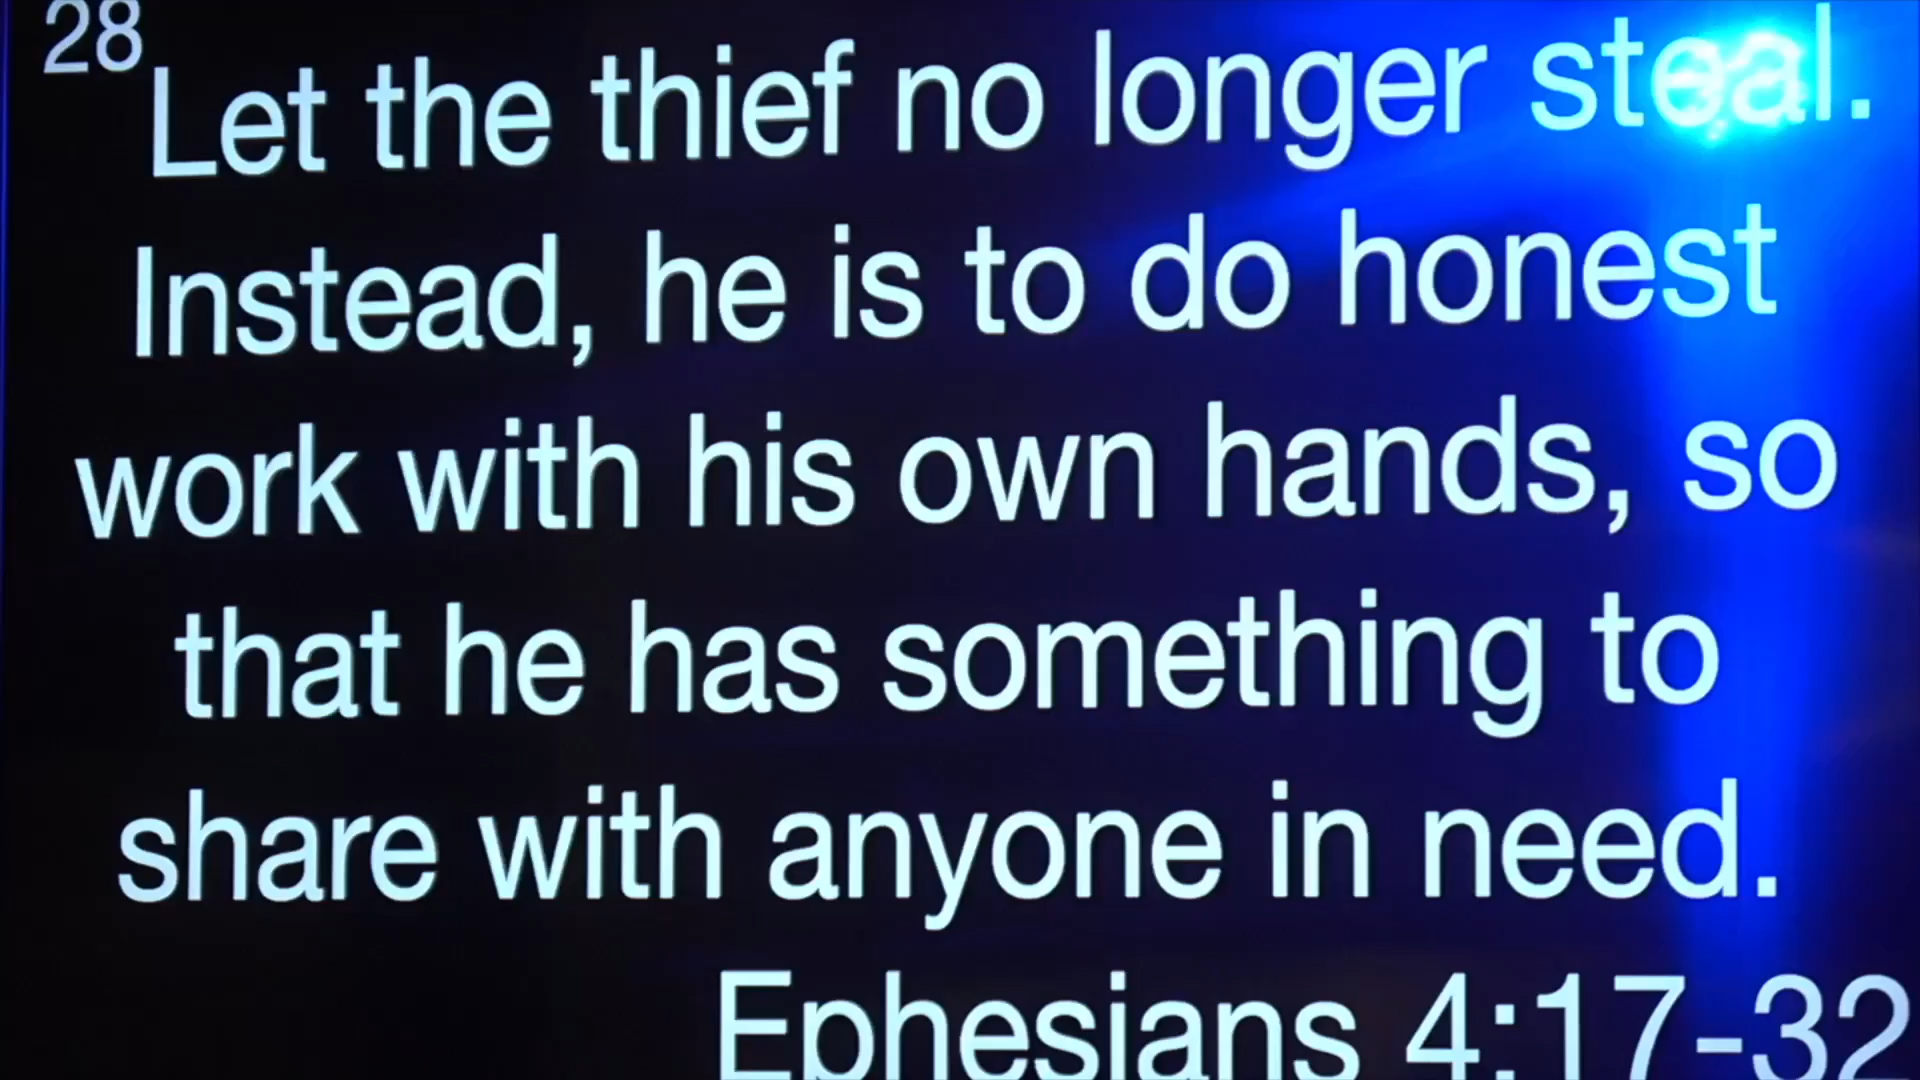 28 Let the thief no longer steal.
Instead, he is to do honest
work with his own hands, so
that he has something to
share with anyone in need.
Ephesians 4:17-32